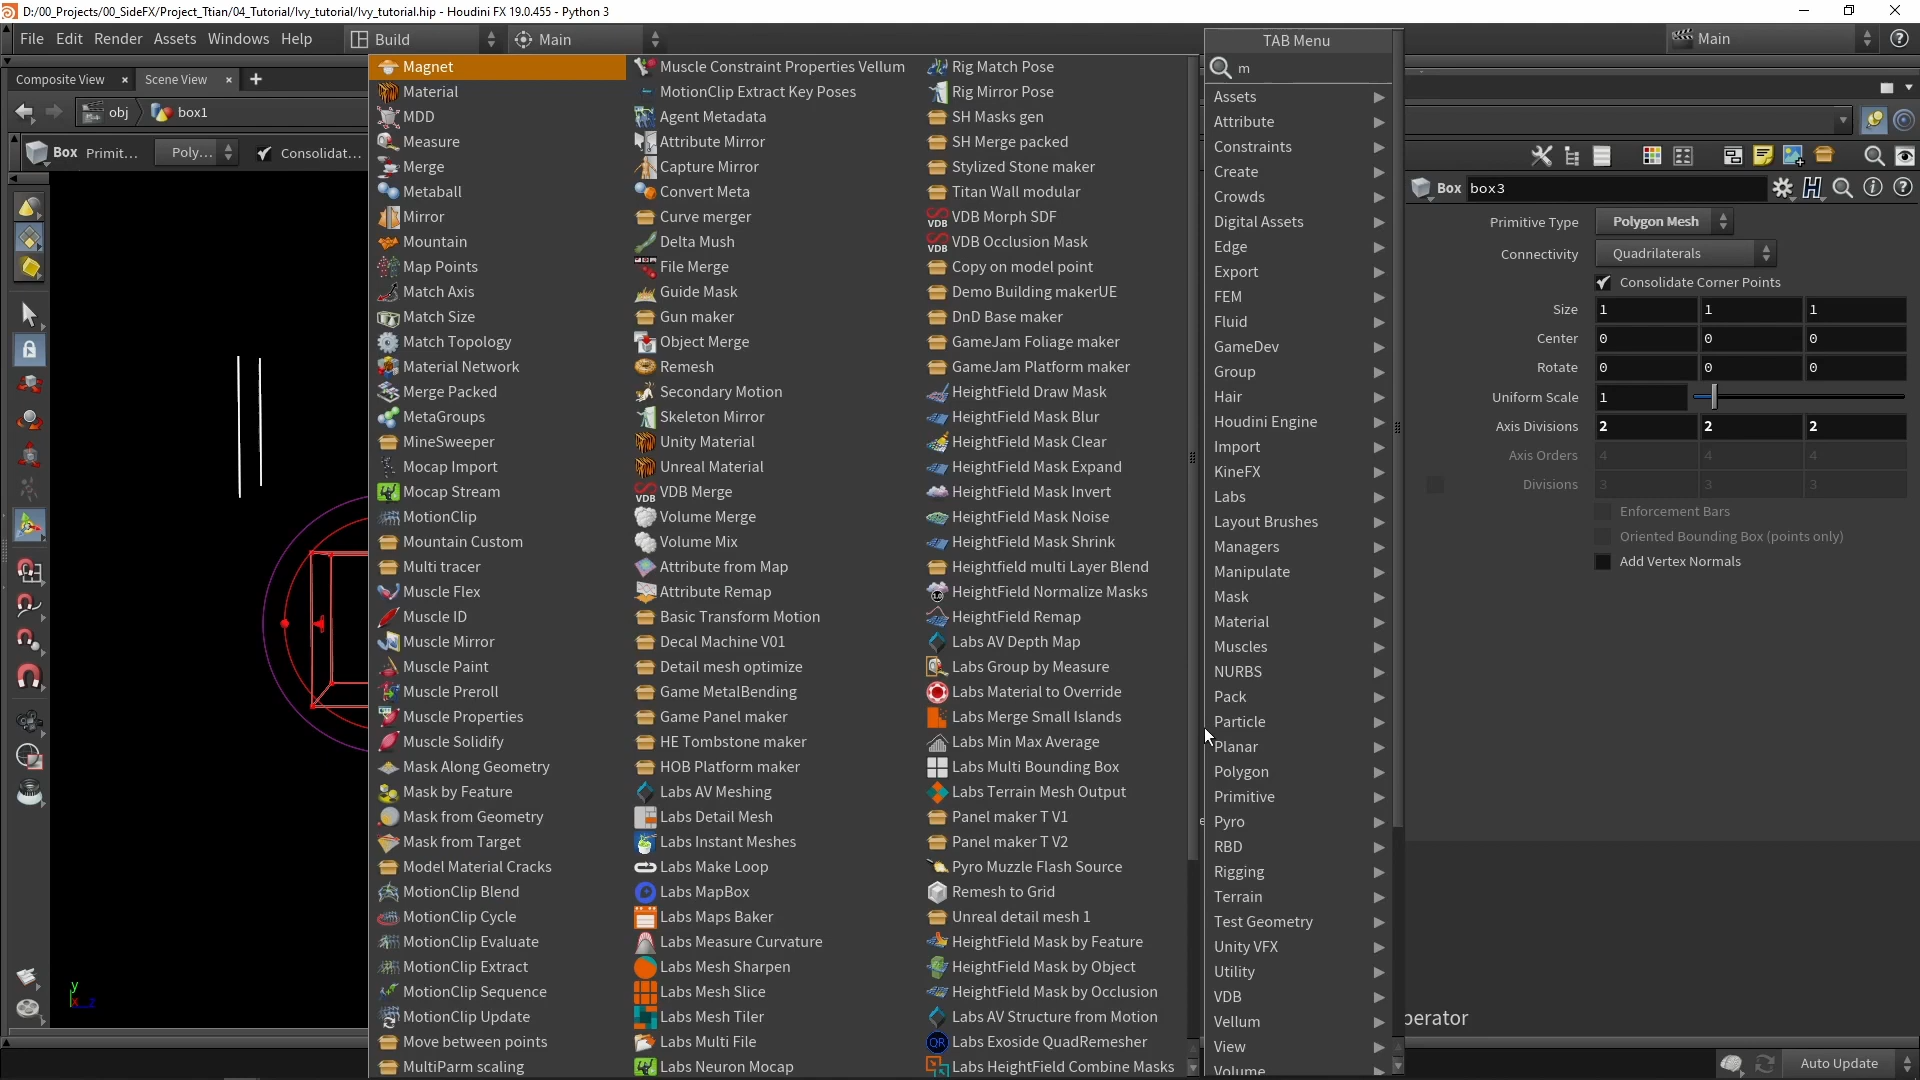 D:/00_Projects/00_SideFX/Project_Ttian/04_Tutorial/Ivy_tutorial/Ivy_tutorial.hip - Houdini FX 19.0.455 - Python 3
File Edit Render Assets Windows Help
Build
Main
Main
Composite View
Scene View
obj
box1
Box Primit...
Poly...
Consolidat...
TAB Menu
m
Magnet
Material
MDD
Measure
Merge
Metaball
Mirror
Mountain
Map Points
Match Axis
Match Size
Match Topology
Material Network
Merge Packed
MetaGroups
MineSweeper
Mocap Import
Mocap Stream
MotionClip
Mountain Custom
Multi tracer
Muscle Flex
Muscle ID
Muscle Mirror
Muscle Paint
Muscle Preroll
Muscle Properties
Muscle Solidify
Mask Along Geometry
Mask by Feature
Mask from Geometry
Mask from Target
Model Material Cracks
MotionClip Blend
MotionClip Cycle
MotionClip Evaluate
MotionClip Extract
MotionClip Sequence
MotionClip Update
Move between points
MultiParm scaling
Muscle Constraint Properties Vellum
MotionClip Extract Key Poses
Agent Metadata
Attribute Mirror
Capture Mirror
Convert Meta
Curve merger
Delta Mush
File Merge
Guide Mask
Gun maker
Object Merge
Remesh
Secondary Motion
Skeleton Mirror
Unity Material
Unreal Material
VDB Merge
Volume Merge
Volume Mix
Attribute from Map
Attribute Remap
Basic Transform Motion
Decal Machine V01
Detail mesh optimize
Game MetalBending
Game Panel maker
HE Tombstone maker
HOB Platform maker
Labs AV Meshing
Labs Detail Mesh
Labs Instant Meshes
Labs Make Loop
Labs MapBox
Labs Maps Baker
Labs Measure Curvature
Labs Mesh Sharpen
Labs Mesh Slice
Labs Mesh Tiler
Labs Multi File
Labs Neuron Mocap
Rig Match Pose
Rig Mirror Pose
SH Masks gen
SH Merge packed
Stylized Stone maker
Titan Wall modular
VDB Morph SDF
VDB Occlusion Mask
Copy on model point
Demo Building makerUE
DnD Base maker
GameJam Foliage maker
GameJam Platform maker
HeightField Draw Mask
HeightField Mask Blur
HeightField Mask Clear
HeightField Mask Expand
HeightField Mask Invert
HeightField Mask Noise
HeightField Mask Shrink
Heightfield multi Layer Blend
HeightField Normalize Masks
HeightField Remap
Labs AV Depth Map
Labs Group by Measure
Labs Material to Override
Labs Merge Small Islands
Labs Min Max Average
Labs Multi Bounding Box
Labs Terrain Mesh Output
Panel maker T V1
Panel maker T V2
Pyro Muzzle Flash Source
Remesh to Grid
Unreal detail mesh 1
HeightField Mask by Feature
HeightField Mask by Object
HeightField Mask by Occlusion
Labs AV Structure from Motion
Labs Exoside QuadRemesher
Labs HeightField Combine Masks
Assets
Attribute
Constraints
Create
Crowds
Digital Assets
Edge
Export
FEM
Fluid
GameDev
Group
Hair
Houdini Engine
Import
KineFX
Labs
Layout Brushes
Managers
Manipulate
Mask
Material
Muscles
NURBS
Pack
Particle
Planar
Polygon
Primitive
Pyro
RBD
Rigging
Terrain
Test Geometry
Unity VFX
Utility
VDB
Vellum
View
Volume
Box box3
Primitive Type Polygon Mesh
Connectivity Quadrilaterals
Consolidate Corner Points
Size 1 1 1
Center 0 0 0
Rotate 0 0 0
Uniform Scale 1
Axis Divisions 2 2 2
Axis Orders 4 4 4
Divisions 3 3 3
Enforcement Bars
Oriented Bounding Box (points only)
Add Vertex Normals
perator
Auto Update
y
x z